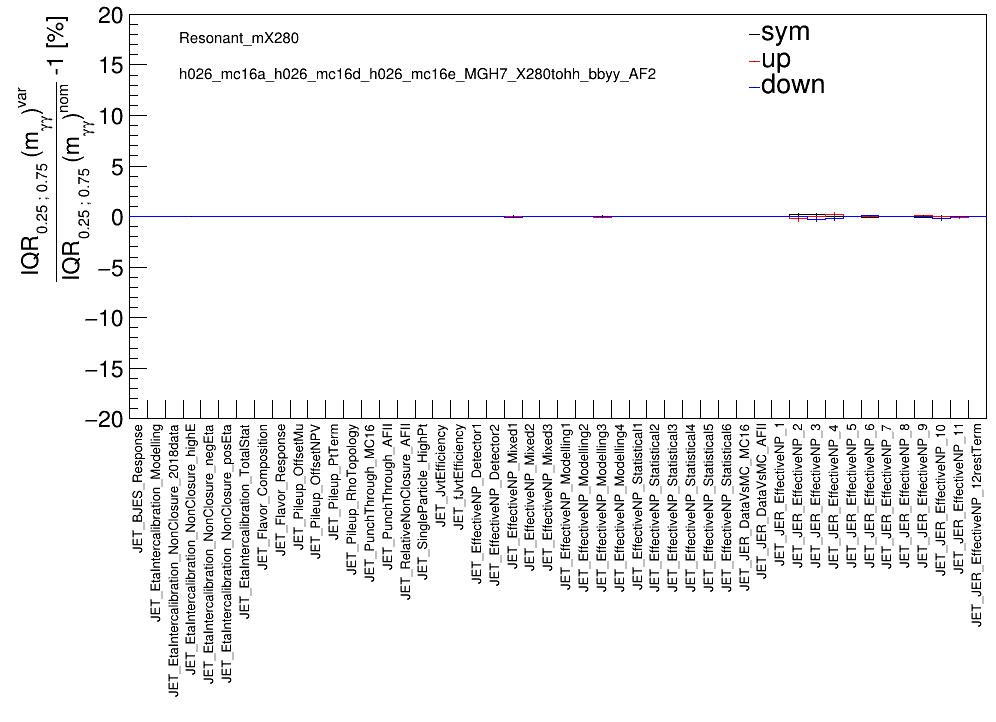 IQR0.25 ; 0.75 (mγγ)var
IQR0.25 ; 0.75 (mγγ)nom
-1 [%]
20
15
10
5
0
−5
−10
−15
−20
Resonant_mX280
h026_mc16a_h026_mc16d_h026_mc16e_MGH7_X280tohh_bbyy_AF2
sym
up
down
JET_BJES_Response
JET_EtaIntercalibration_Modelling
JET_EtaIntercalibration_NonClosure_2018data
JET_EtaIntercalibration_NonClosure_highE
JET_EtaIntercalibration_NonClosure_negEta
JET_EtaIntercalibration_NonClosure_posEta
JET_EtaIntercalibration_TotalStat
JET_Flavor_Composition
JET_Flavor_Response
JET_Pileup_OffsetMu
JET_Pileup_OffsetNPV
JET_Pileup_PtTerm
JET_Pileup_RhoTopology
JET_PunchThrough_MC16
JET_PunchThrough_AFII
JET_RelativeNonClosure_AFII
JET_SingleParticle_HighPt
JET_JvtEfficiency
JET_fJvtEfficiency
JET_EffectiveNP_Detector1
JET_EffectiveNP_Detector2
JET_EffectiveNP_Mixed1
JET_EffectiveNP_Mixed2
JET_EffectiveNP_Mixed3
JET_EffectiveNP_Modelling1
JET_EffectiveNP_Modelling2
JET_EffectiveNP_Modelling3
JET_EffectiveNP_Modelling4
JET_EffectiveNP_Statistical1
JET_EffectiveNP_Statistical2
JET_EffectiveNP_Statistical3
JET_EffectiveNP_Statistical4
JET_EffectiveNP_Statistical5
JET_EffectiveNP_Statistical6
JET_JER_DataVsMC_MC16
JET_JER_DataVsMC_AFII
JET_JER_EffectiveNP_1
JET_JER_EffectiveNP_2
JET_JER_EffectiveNP_3
JET_JER_EffectiveNP_4
JET_JER_EffectiveNP_5
JET_JER_EffectiveNP_6
JET_JER_EffectiveNP_7
JET_JER_EffectiveNP_8
JET_JER_EffectiveNP_9
JET_JER_EffectiveNP_10
JET_JER_EffectiveNP_11
JET_JER_EffectiveNP_12restTerm